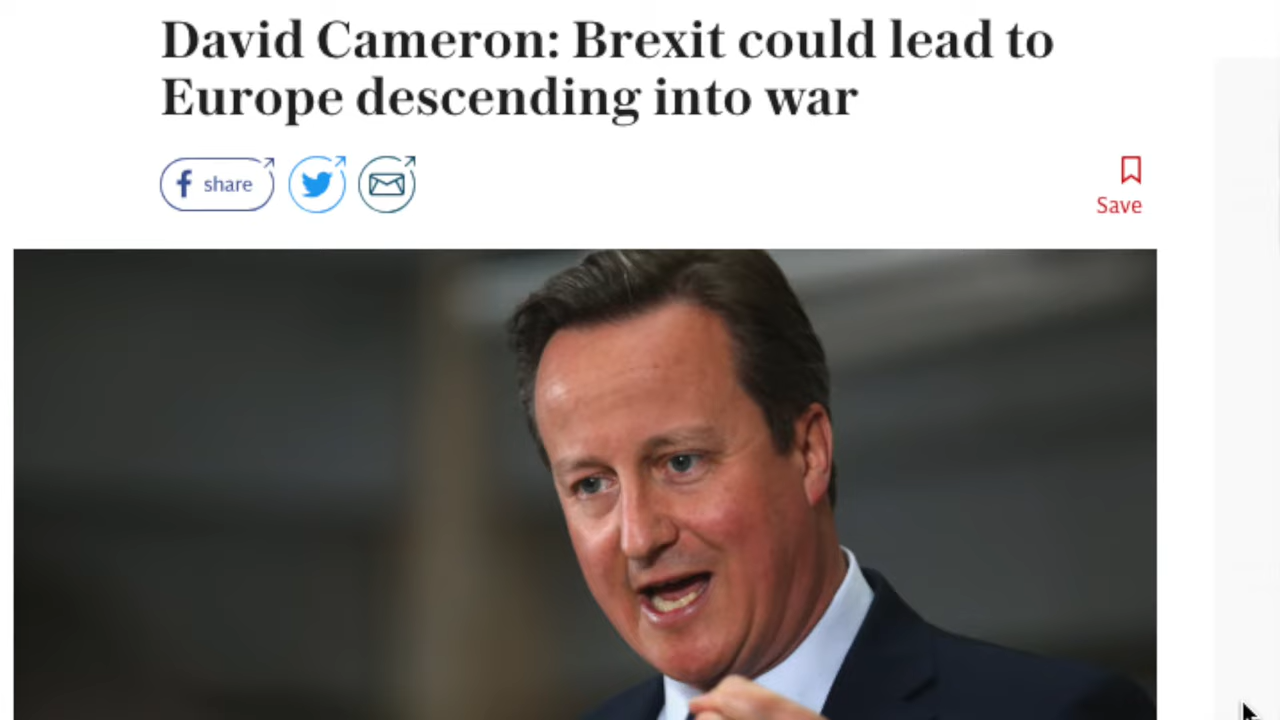 David Cameron: Brexit could lead to
Europe descending into war
share
Save